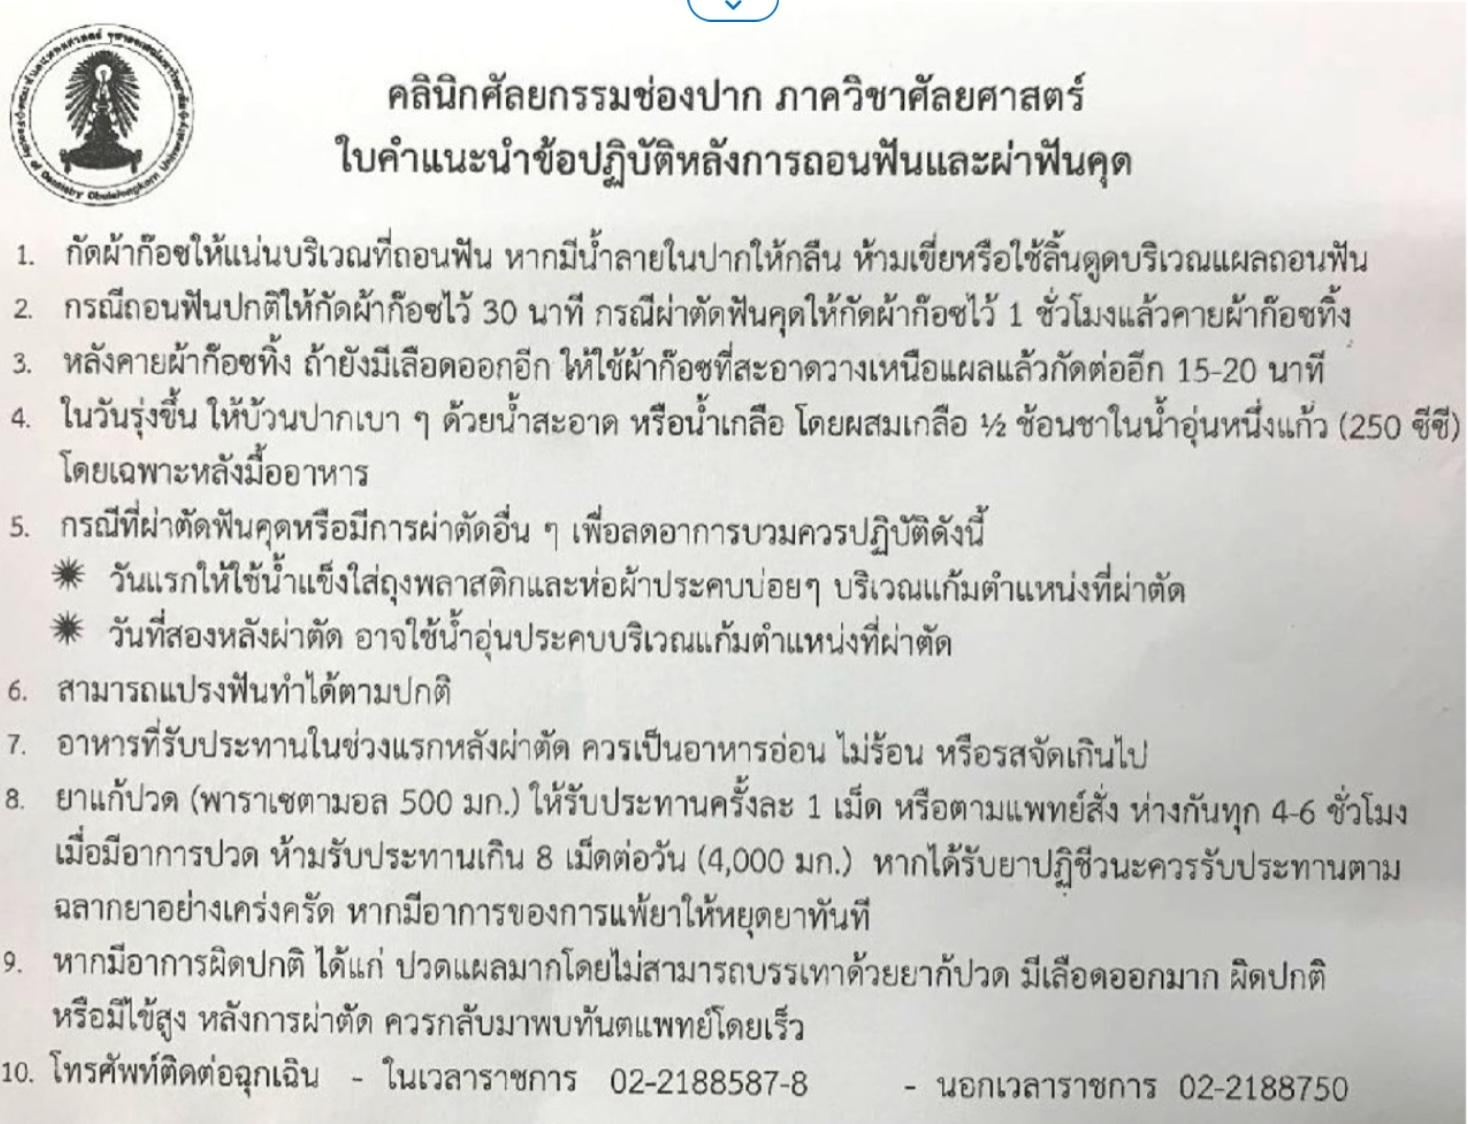 คลินิกศัลยกรรมช่องปาก ภาควิชาศัลยศาสตร์
ใบคำแนะนำข้อปฏิบัติหลังการถอนฟันและผ่าฟันคุด
1. กัดผ้าก๊อซให้แน่นบริเวณที่ถอนฟัน หากมีน้ำลายในปากให้กลืน ห้ามเขี่ยหรือใช้ลิ้นดูดบริเวณแผลถอนฟัน
2. กรณีถอนฟันปกติให้กัดผ้าก๊อซไว้ 30 นาที กรณีผ่าตัดฟันคุดให้กัดผ้าก๊อซไว้ 1 ชั่วโมงแล้วคายผ้าก๊อซทิ้ง
3. หลังคายผ้าก๊อซทิ้ง ถ้ายังมีเลือดออกอีก ให้ใช้ผ้าก๊อซที่สะอาดวางเหนือแผลแล้วกัดต่ออีก 15-20 นาที
4. ในวันรุ่งขึ้น ให้บ้วนปากเบา ๆ ด้วยน้ำสะอาด หรือน้ำเกลือ โดยผสมเกลือ ½ ช้อนชาในน้ำอุ่นหนึ่งแก้ว (250 ซีซี)
โดยเฉพาะหลังมื้ออาหาร
5. กรณีที่ผ่าตัดฟันคุดหรือมีการผ่าตัดอื่น ๆ เพื่อลดอาการบวมควรปฏิบัติดังนี้
✹ วันแรกให้ใช้น้ำแข็งใส่ถุงพลาสติกและห่อผ้าประคบบ่อยๆ บริเวณแก้มตำแหน่งที่ผ่าตัด
✹ วันที่สองหลังผ่าตัด อาจใช้น้ำอุ่นประคบบริเวณแก้มตำแหน่งที่ผ่าตัด
6. สามารถแปรงฟันทำได้ตามปกติ
7. อาหารที่รับประทานในช่วงแรกหลังผ่าตัด ควรเป็นอาหารอ่อน ไม่ร้อน หรือรสจัดเกินไป
8. ยาแก้ปวด (พาราเซตามอล 500 มก.) ให้รับประทานครั้งละ 1 เม็ด หรือตามแพทย์สั่ง ห่างกันทุก 4-6 ชั่วโมง
เมื่อมีอาการปวด ห้ามรับประทานเกิน 8 เม็ดต่อวัน (4,000 มก.) หากได้รับยาปฏิชีวนะควรรับประทานตาม
ฉลากยาอย่างเคร่งครัด หากมีอาการของการแพ้ยาให้หยุดยาทันที
9. หากมีอาการผิดปกติ ได้แก่ ปวดแผลมากโดยไม่สามารถบรรเทาด้วยยาก้ปวด มีเลือดออกมาก ผิดปกติ
หรือมีไข้สูง หลังการผ่าตัด ควรกลับมาพบทันตแพทย์โดยเร็ว
10. โทรศัพท์ติดต่อฉุกเฉิน - ในเวลาราชการ 02-2188587-8 - นอกเวลาราชการ 02-2188750